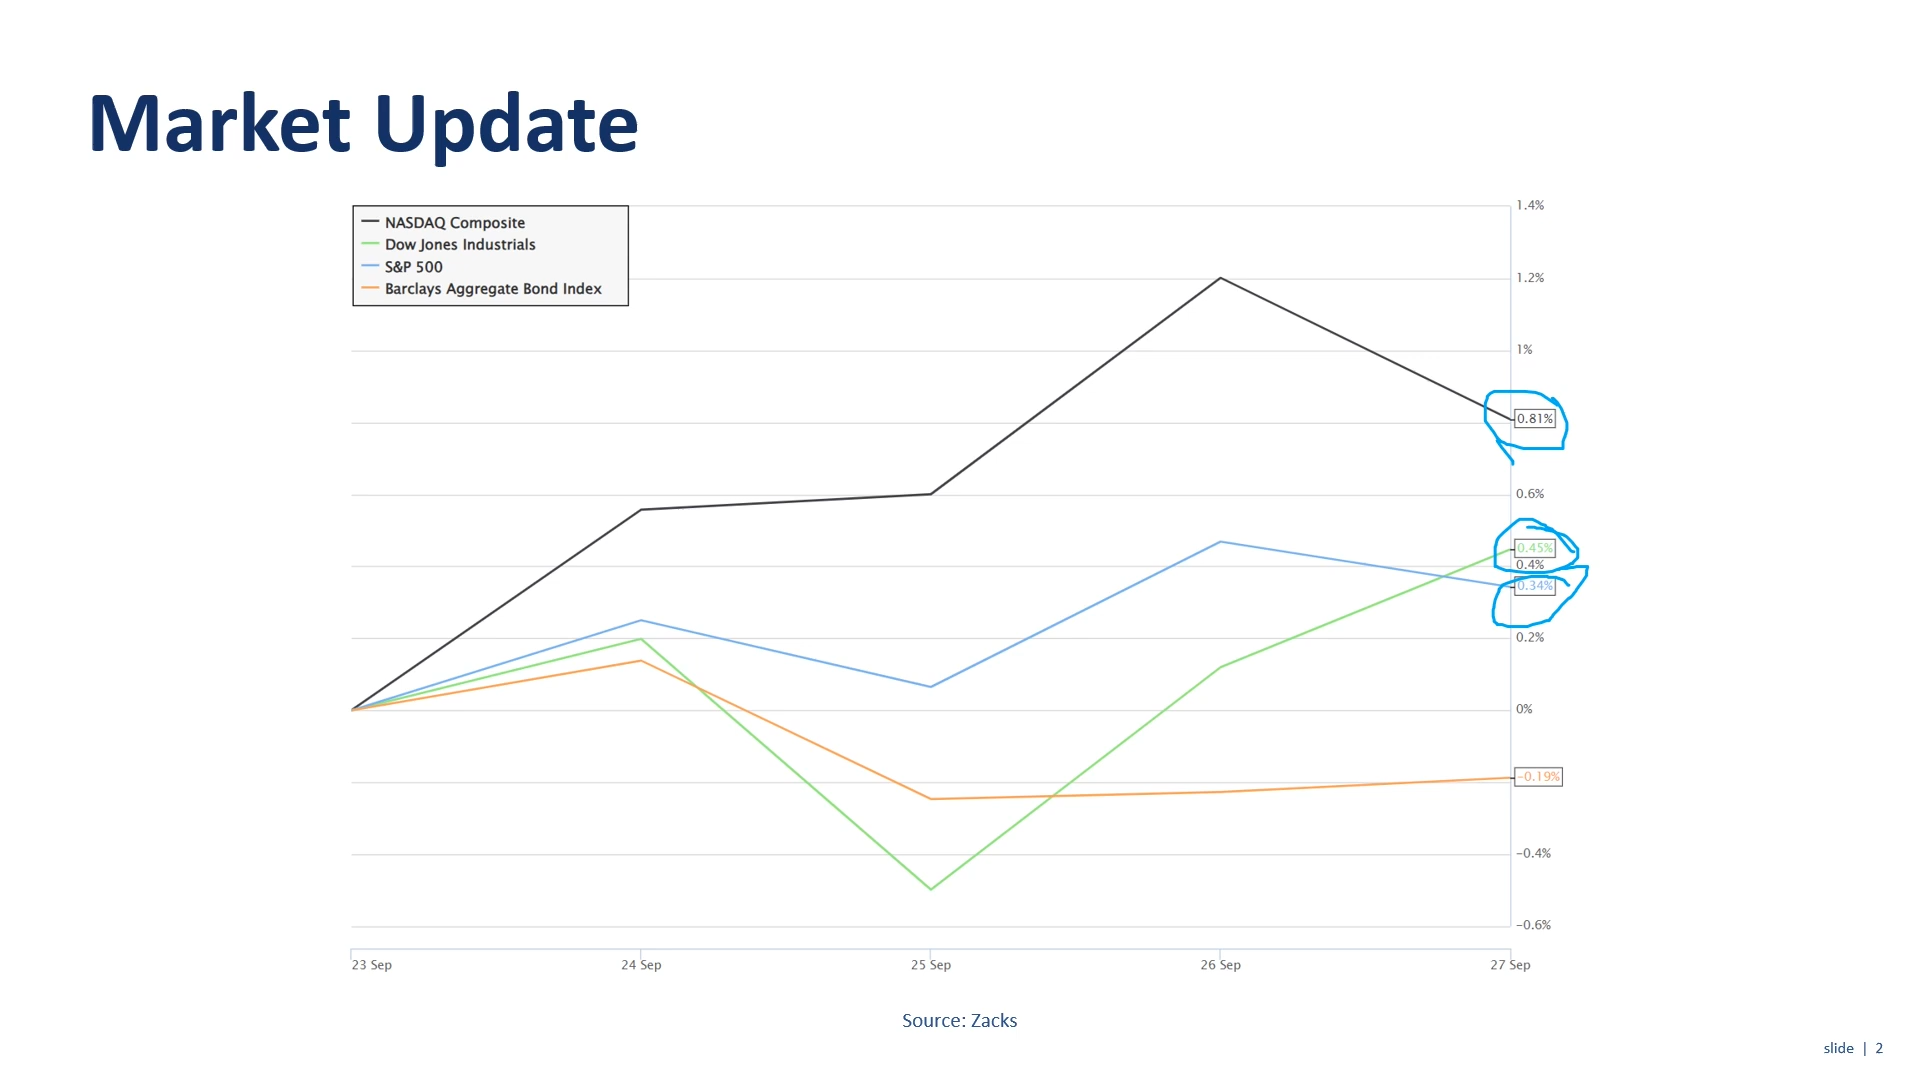 Market Update
NASDAQ Composite
Dow Jones Industrials
S&P 500
Barclays Aggregate Bond Index
1.4%
1.2%
1%
0.81%
0.6%
0.45%
0.4%
0.34%
0.2%
0%
-0.19%
-0.4%
-0.6%
23 Sep
24 Sep
25 Sep
26 Sep
27 Sep
Source: Zacks
slide | 2